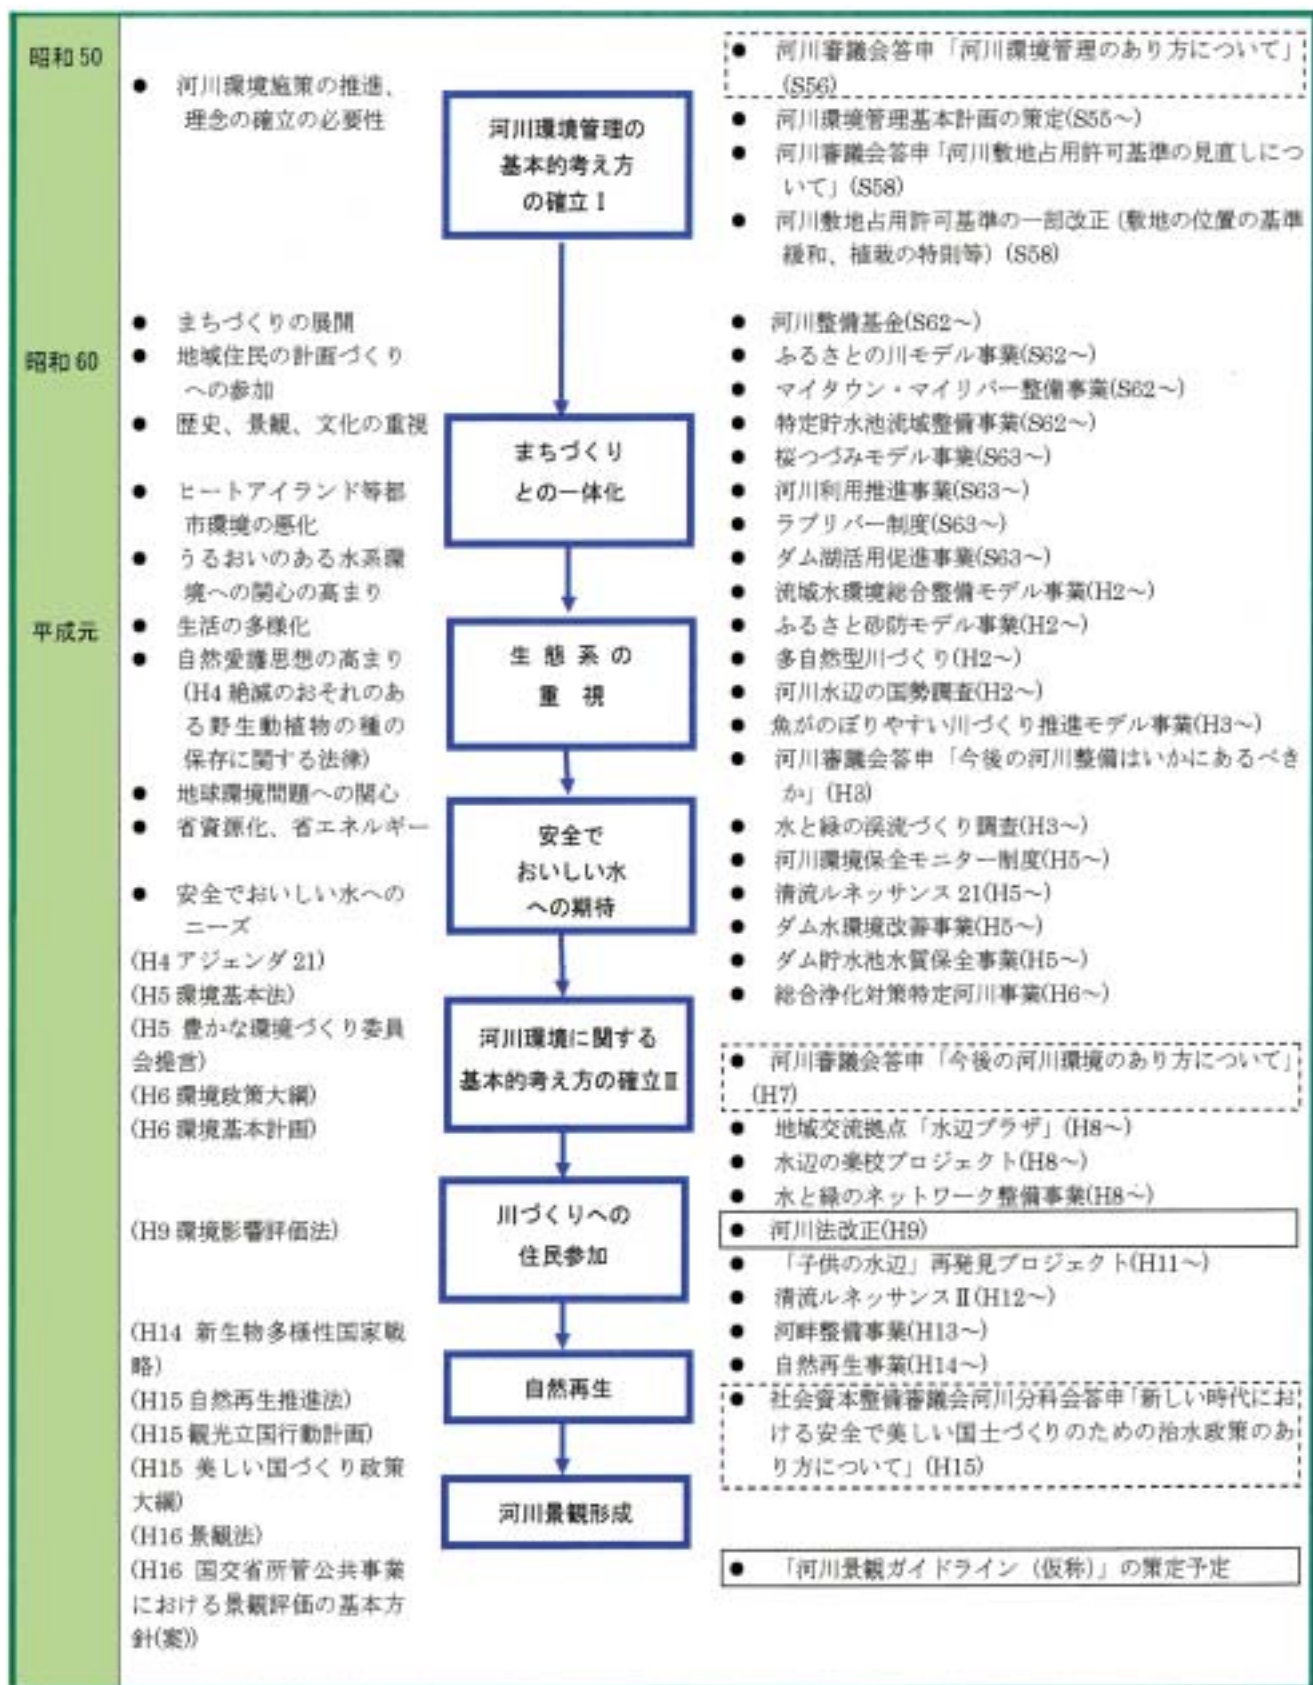 昭和50
● 河川環境施策の推進、
理念の確立の必要性
河川環境管理の
基本的考え方
の確立Ⅰ
● 河川審議会答申「河川環境管理のあり方について」
(S56)
● 河川環境管理基本計画の策定(S55～)
● 河川審議会答申「河川敷地占用許可基準の見直しにつ
いて」(S58)
● 河川敷地占用許可基準の一部改正(敷地の位置の基準
緩和、植栽の特則等)(S58)
昭和60
● まちづくりの展開
● 地域住民の計画づくり
への参加
● 歴史、景観、文化の重視
● ヒートアイランド等都
市環境の悪化
● うるおいのある水系環
境への関心の高まり
まちづくり
との一体化
● 河川整備基金(S62～)
● ふるさとの川モデル事業(S62～)
● マイタウン・マイリバー整備事業(S62～)
● 特定貯水池流域整備事業(S62～)
● 桜づつみモデル事業(S63～)
● 河川利用推進事業(S63～)
● ラブリバー制度(S63～)
● ダム湖活用促進事業(S63～)
● 流域水環境総合整備モデル事業(H2～)
平成元
● 生活の多様化
● 自然愛護思想の高まり
(H4 絶滅のおそれのあ
る野生動植物の種の
保存に関する法律)
● 地球環境問題への関心
● 省資源化、省エネルギー
生態系の
重視
● ふるさと砂防モデル事業(H2～)
● 多自然型川づくり(H2～)
● 河川水辺の国勢調査(H2～)
● 魚がのぼりやすい川づくり推進モデル事業(H3～)
● 河川審議会答申「今後の河川整備はいかにあるべき
か」(H3)
● 安全でおいしい水への
ニーズ
(H4 アジェンダ21)
(H5 環境基本法)
(H5 豊かな環境づくり委員
会提言)
(H6 環境政策大綱)
(H6 環境基本計画)
安全で
おいしい水
への期待
● 水と緑の渓流づくり調査(H3～)
● 河川環境保全モニター制度(H5～)
● 清流ルネッサンス21(H5～)
● ダム水環境改善事業(H5～)
● ダム貯水池水質保全事業(H5～)
● 総合浄化対策特定河川事業(H6～)
河川環境に関する
基本的考え方の確立Ⅱ
● 河川審議会答申「今後の河川環境のあり方について」
(H7)
● 地域交流拠点「水辺プラザ」(H8～)
● 水辺の楽校プロジェクト(H8～)
● 水と緑のネットワーク整備事業(H8～)
(H9 環境影響評価法)
川づくりへの
住民参加
● 河川法改正(H9)
● 「子供の水辺」再発見プロジェクト(H11～)
● 清流ルネッサンスⅡ(H12～)
● 河畔整備事業(H13～)
● 自然再生事業(H14～)
(H14 新生物多様性国家戦
略)
(H15 自然再生推進法)
(H15 観光立国行動計画)
(H15 美しい国づくり政策
大綱)
(H16 景観法)
(H16 国交省所管公共事業
における景観評価の基本方
針(案))
自然再生
● 社会資本整備審議会河川分科会答申「新しい時代にお
ける安全で美しい国土づくりのための治水政策のあ
り方について」(H15)
河川景観形成
● 「河川景観ガイドライン(仮称)」の策定予定